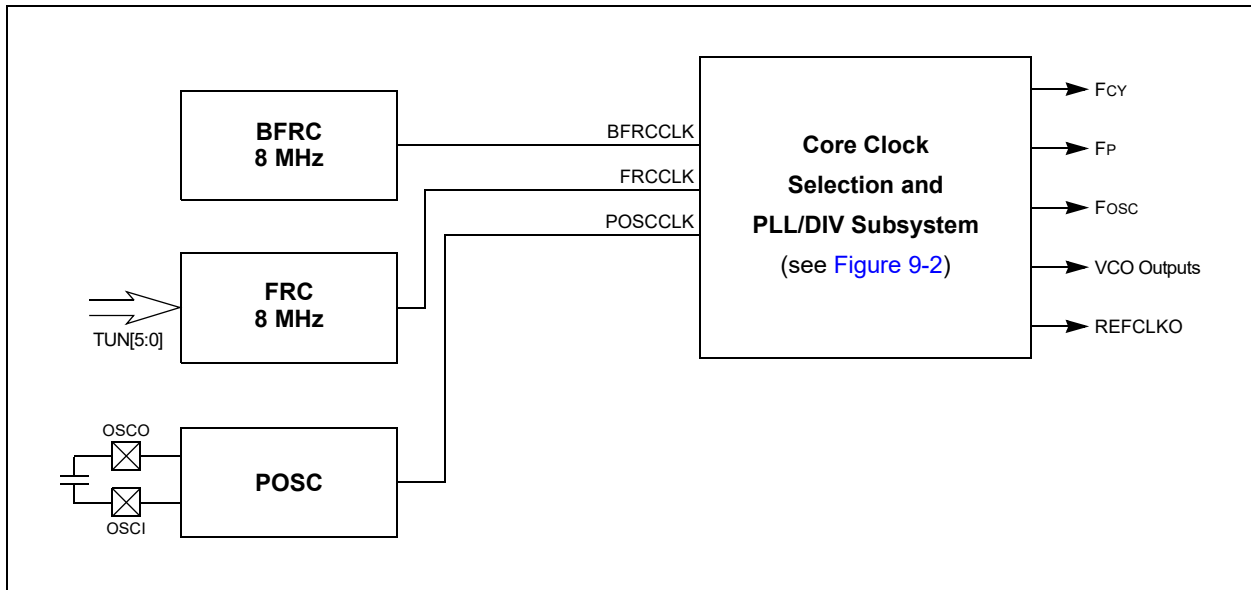 BFRC
8 MHz
BFRCCLK
FRCCLK
POSCCLK
FRC
8 MHz
TUN[5:0]
OSCO
OSCI
POSC
Core Clock
Selection and
PLL/DIV Subsystem
(see Figure 9-2)
FCY
FP
FOSC
VCO Outputs
REFCLKO